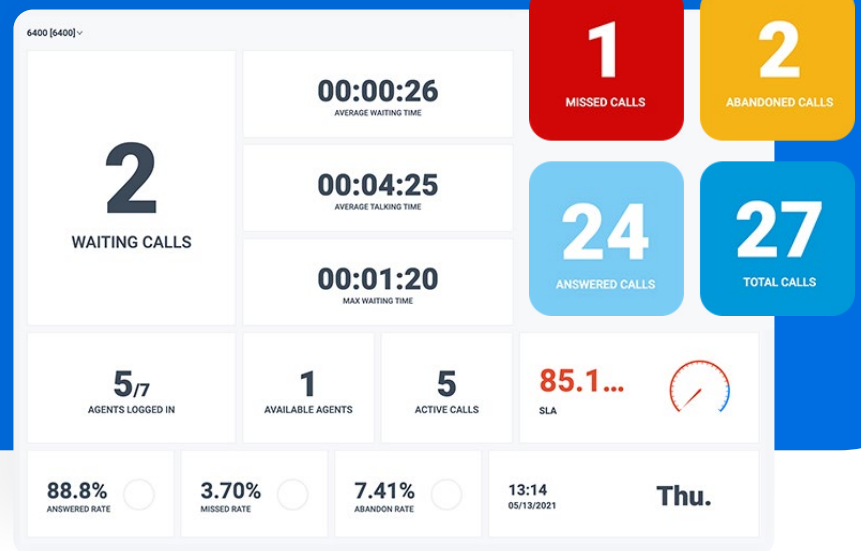 6400 [6400]
2
WAITING CALLS
00:00:26
AVERAGE WAITING TIME
00:04:25
AVERAGE TALKING TIME
00:01:20
MAX WAITING TIME
1
MISSED CALLS
2
ABANDONED CALLS
24
ANSWERED CALLS
27
TOTAL CALLS
5/7
AGENTS LOGGED IN
1
AVAILABLE AGENTS
5
ACTIVE CALLS
85.1...
SLA
88.8%
ANSWERED RATE
3.70%
MISSED RATE
7.41%
ABANDON RATE
13:14
05/13/2021
Thu.